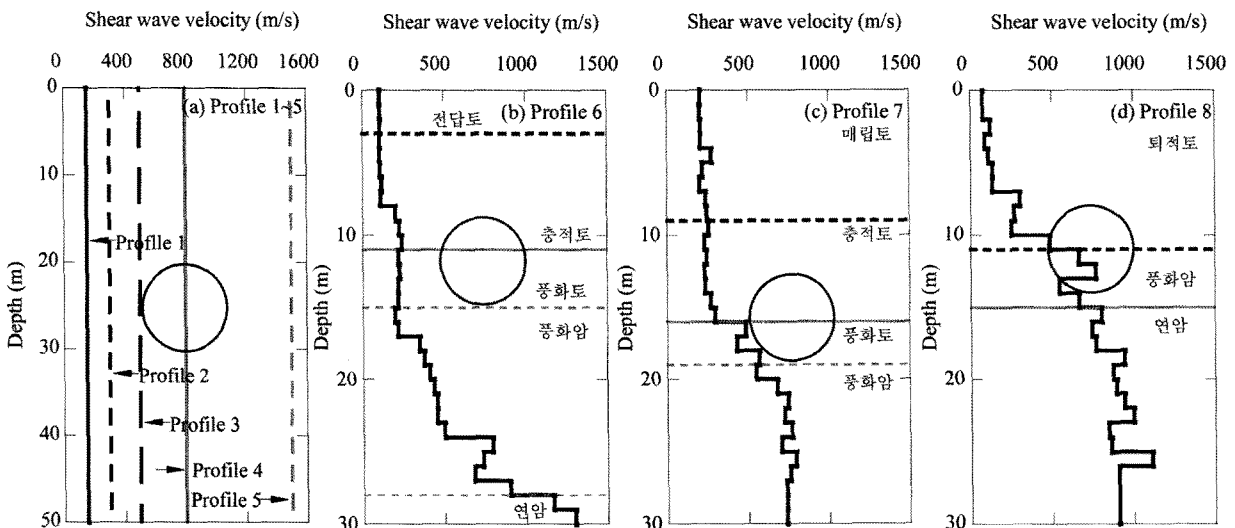 Shear wave velocity (m/s)
0 400 800 1200 1600
0
10
20
30
40
50
Depth (m)
(a) Profile 1~5
Profile 1
Profile 2
Profile 3
Profile 4
Profile 5
Shear wave velocity (m/s)
0 500 1000 1500
0
10
20
30
Depth (m)
(b) Profile 6
전답토
충적토
풍화토
풍화암
연암
Shear wave velocity (m/s)
0 500 1000 1500
0
10
20
30
Depth (m)
(c) Profile 7
매립토
충적토
풍화토
풍화암
Shear wave velocity (m/s)
0 500 1000 1500
0
10
20
30
Depth (m)
(d) Profile 8
퇴적토
풍화암
연암